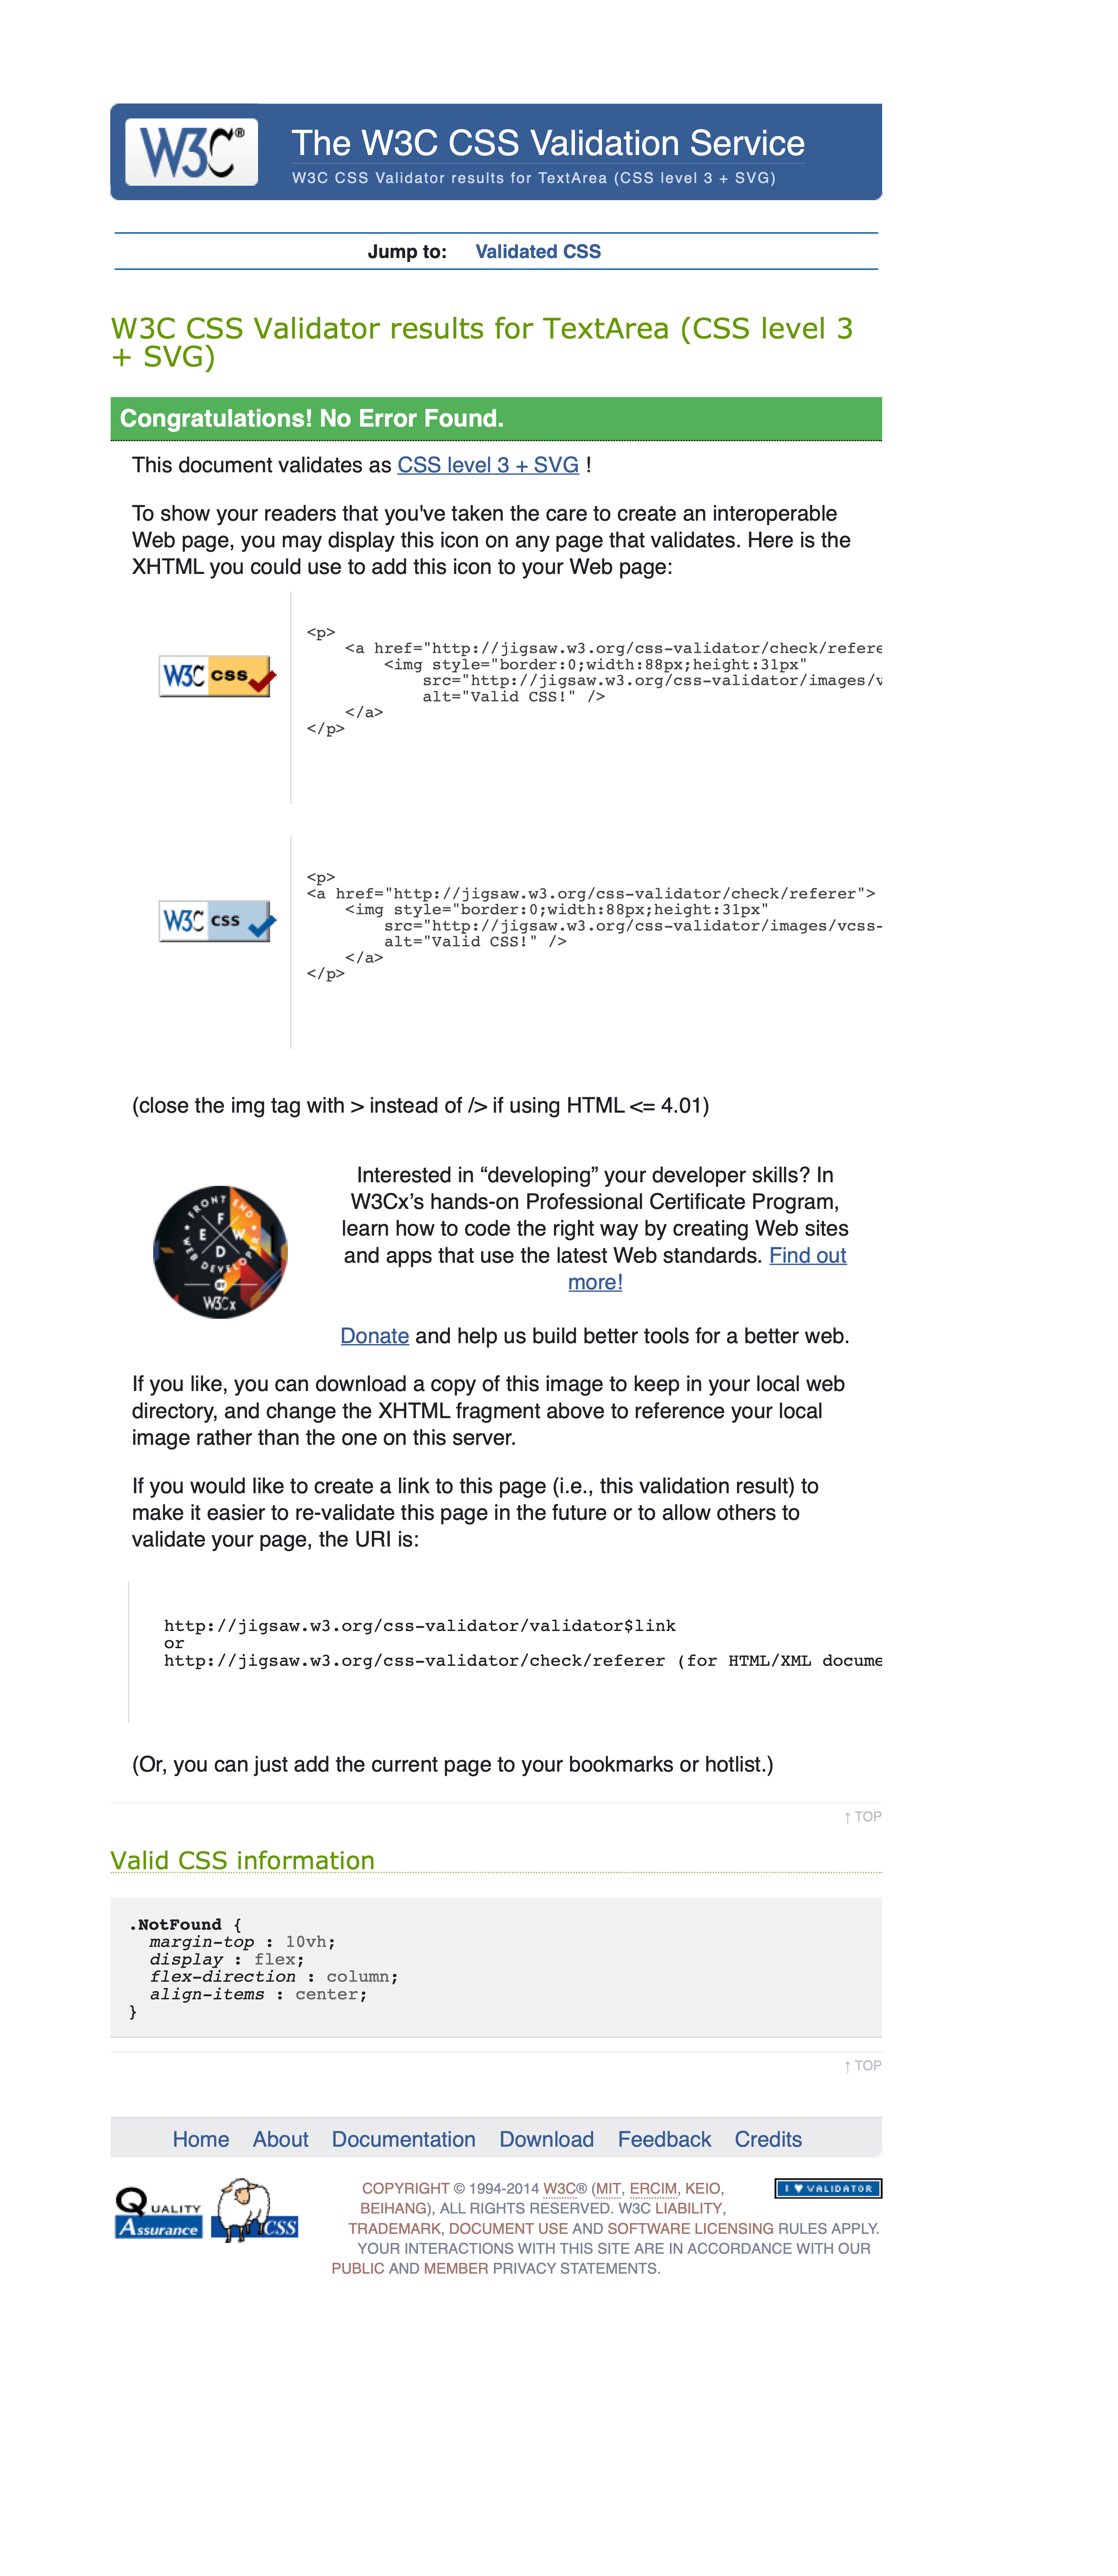 W3C®
The W3C CSS Validation Service
W3C CSS Validator results for TextArea (CSS level 3 + SVG)
Jump to: Validated CSS
W3C CSS Validator results for TextArea (CSS level 3
+ SVG)
Congratulations! No Error Found.
This document validates as CSS level 3 + SVG !
To show your readers that you've taken the care to create an interoperable
Web page, you may display this icon on any page that validates. Here is the
XHTML you could use to add this icon to your Web page:
W3C css
<p>
    <a href="http://jigsaw.w3.org/css-validator/check/refere
        <img style="border:0;width:88px;height:31px"
            src="http://jigsaw.w3.org/css-validator/images/v
            alt="Valid CSS!" />
    </a>
</p>
W3C css
<p>
<a href="http://jigsaw.w3.org/css-validator/check/referer">
    <img style="border:0;width:88px;height:31px"
        src="http://jigsaw.w3.org/css-validator/images/vcss-
        alt="Valid CSS!" />
    </a>
</p>
(close the img tag with > instead of /> if using HTML <= 4.01)
FRONT END
F
E W
D
WEB DEVELOPER
BY
W3Cx
Interested in “developing” your developer skills? In
W3Cx’s hands-on Professional Certificate Program,
learn how to code the right way by creating Web sites
and apps that use the latest Web standards. Find out
more!
Donate and help us build better tools for a better web.
If you like, you can download a copy of this image to keep in your local web
directory, and change the XHTML fragment above to reference your local
image rather than the one on this server.
If you would like to create a link to this page (i.e., this validation result) to
make it easier to re-validate this page in the future or to allow others to
validate your page, the URI is:
http://jigsaw.w3.org/css-validator/validator$link
or
http://jigsaw.w3.org/css-validator/check/referer (for HTML/XML docume
(Or, you can just add the current page to your bookmarks or hotlist.)
↑ TOP
Valid CSS information
.NotFound {
  margin-top : 10vh;
  display : flex;
  flex-direction : column;
  align-items : center;
}
↑ TOP
Home About Documentation Download Feedback Credits
QUALITY
Assurance
CSS
COPYRIGHT © 1994-2014 W3C® (MIT, ERCIM, KEIO,
BEIHANG), ALL RIGHTS RESERVED. W3C LIABILITY,
TRADEMARK, DOCUMENT USE AND SOFTWARE LICENSING RULES APPLY.
YOUR INTERACTIONS WITH THIS SITE ARE IN ACCORDANCE WITH OUR
PUBLIC AND MEMBER PRIVACY STATEMENTS.
I ♥ VALIDATOR